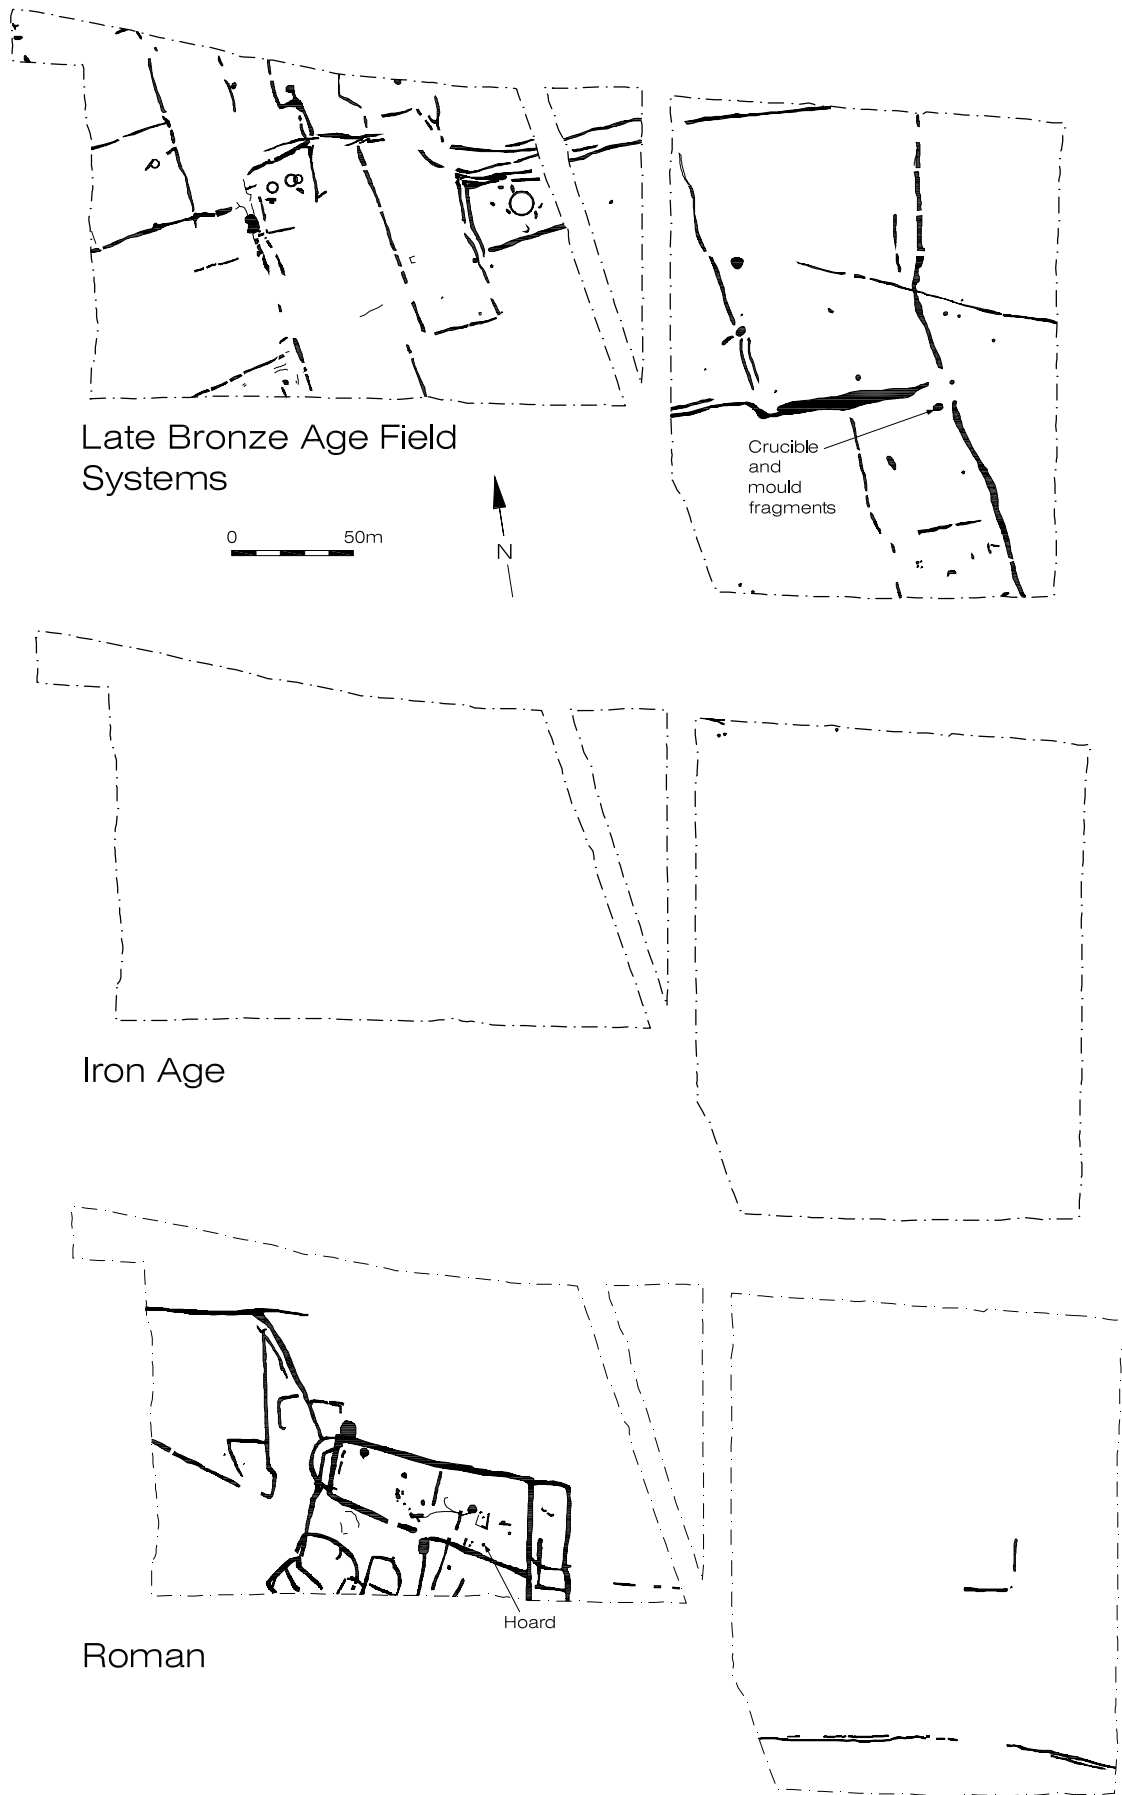 Late Bronze Age Field
Systems
0 50m
N
Crucible
and
mould
fragments
Iron Age
Hoard
Roman